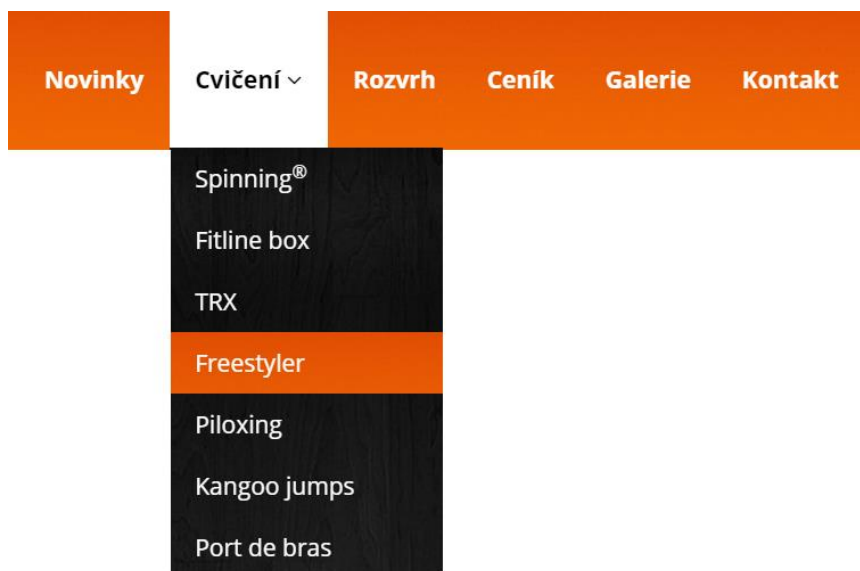 Novinky Cvičení Rozvrh Ceník Galerie Kontakt
Spinning®
Fitline box
TRX
Freestyler
Piloxing
Kangoo jumps
Port de bras